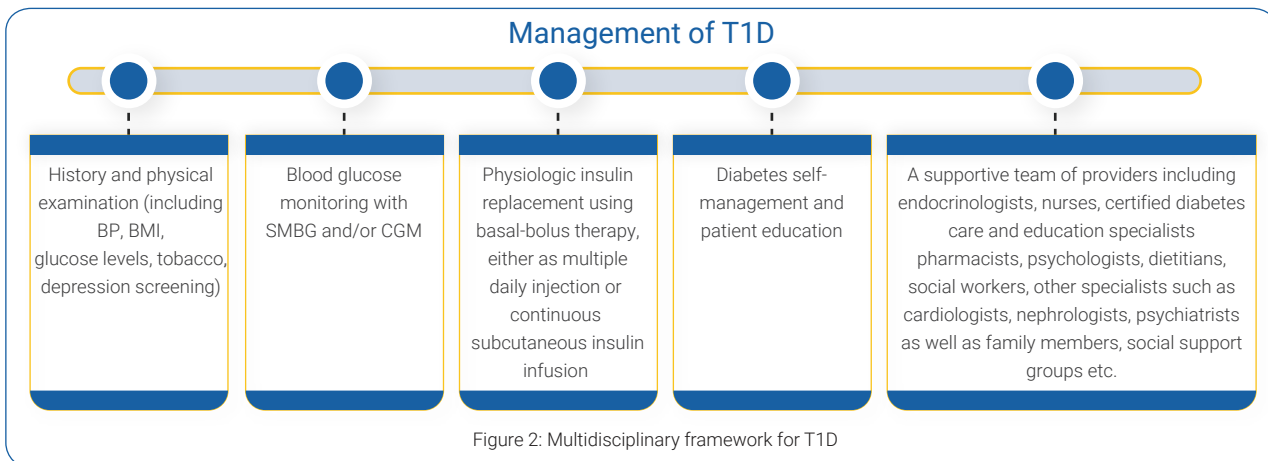 Management of T1D
History and physical
examination (including
BP, BMI,
glucose levels, tobacco,
depression screening)
Blood glucose
monitoring with
SMBG and/or CGM
Physiologic insulin
replacement using
basal-bolus therapy,
either as multiple
daily injection or
continuous
subcutaneous insulin
infusion
Diabetes self-
management and
patient education
A supportive team of providers including
endocrinologists, nurses, certified diabetes
care and education specialists
pharmacists, psychologists, dietitians,
social workers, other specialists such as
cardiologists, nephrologists, psychiatrists
as well as family members, social support
groups etc.
Figure 2: Multidisciplinary framework for T1D